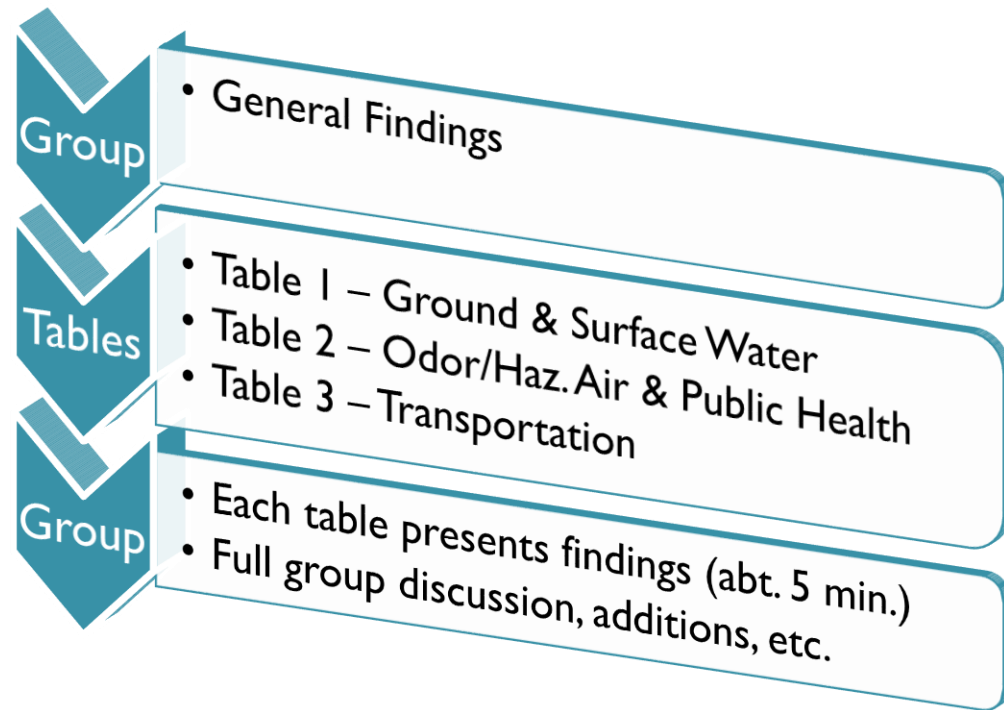 Group
• General Findings
Tables
• Table 1 – Ground & Surface Water
• Table 2 – Odor/Haz. Air & Public Health
• Table 3 – Transportation
Group
• Each table presents findings (abt. 5 min.)
• Full group discussion, additions, etc.